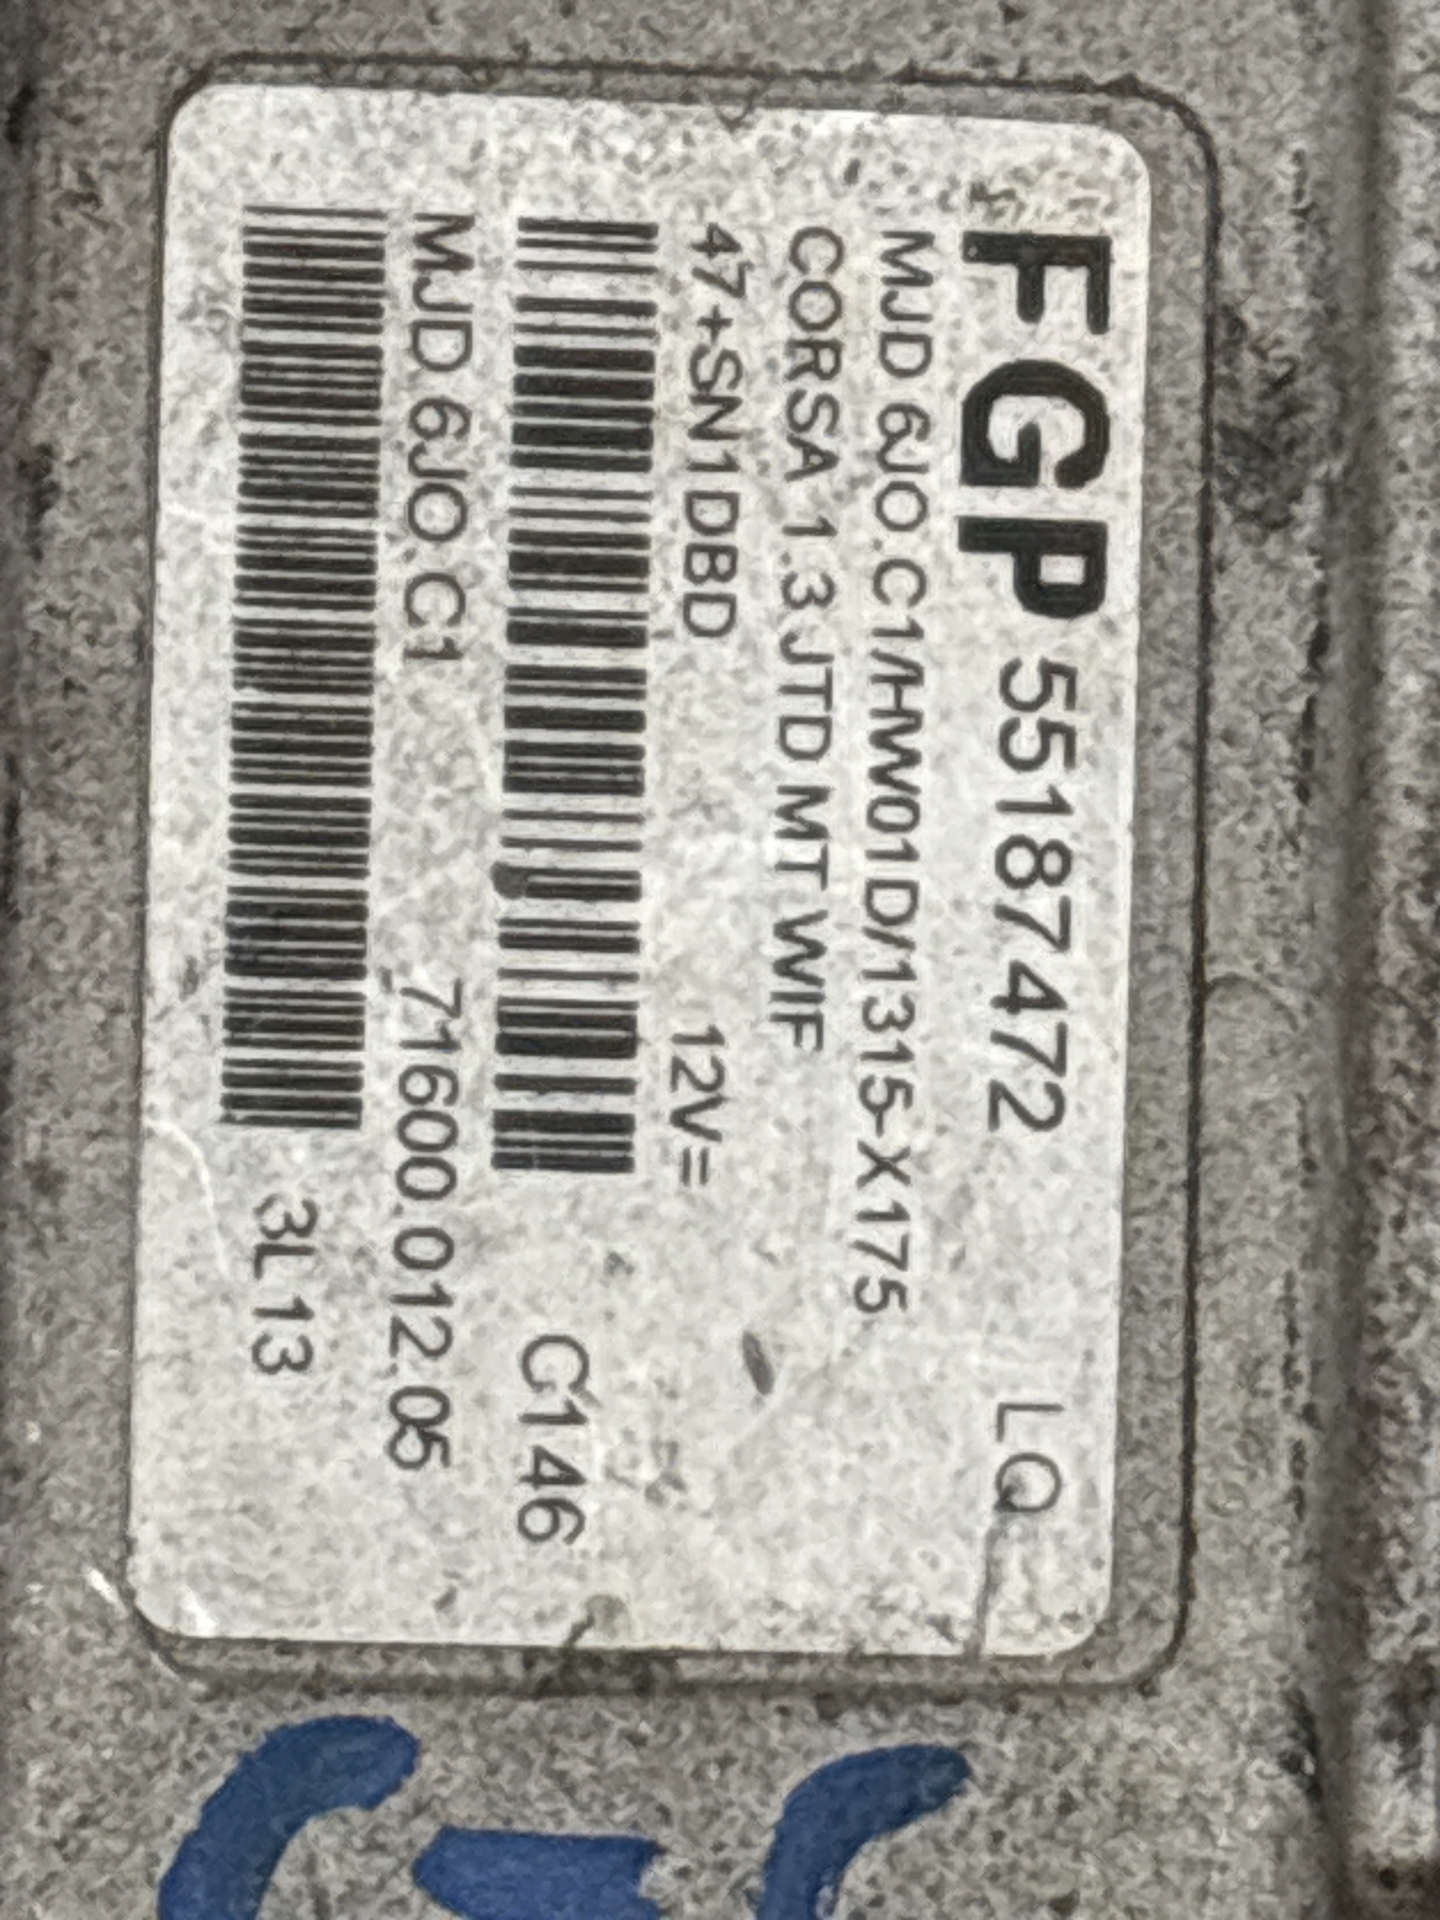 FGP 55187472 LQ
MJD 6JO.C1/HW01D/1315-X175
CORSA 1.3 JTD MT WIF
47+SN1DBD 12V=
G146
MJD 6JO.C1 71600.012.05
3L13